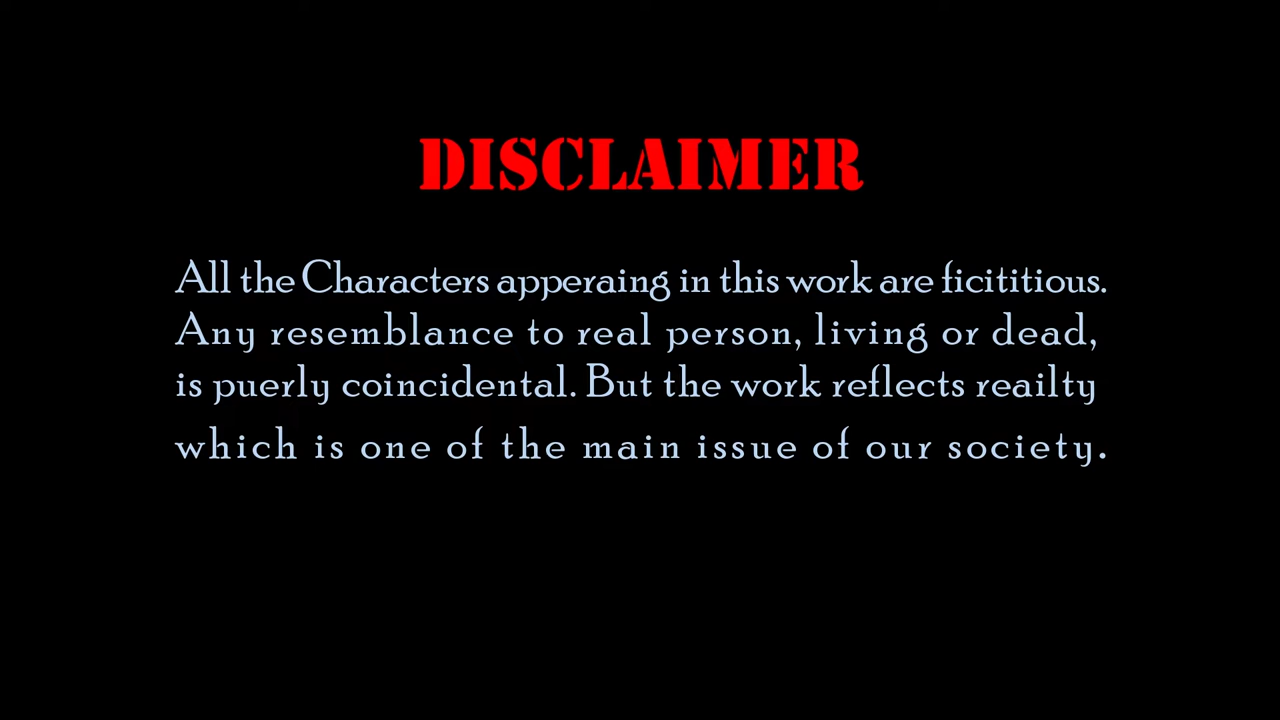 DISCLAIMER
All the Characters apperaing in this work are ficititious.
Any resemblance to real person, living or dead,
is puerly coincidental. But the work reflects reailty
which is one of the main issue of our society.